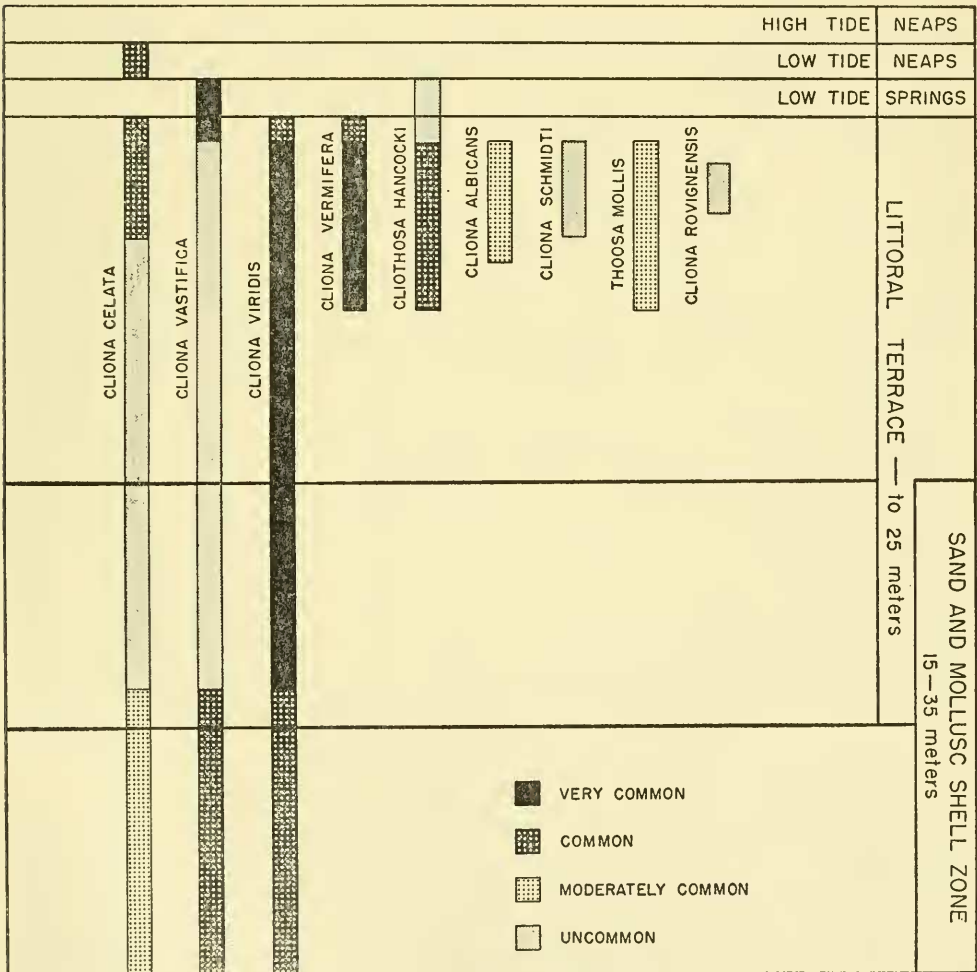 HIGH TIDE NEAPS
LOW TIDE NEAPS
LOW TIDE SPRINGS
CLIONA CELATA
CLIONA VASTIFICA
CLIONA VIRIDIS
CLIONA VERMIFERA
CLIOTHOSA HANCOCKI
CLIONA ALBICANS
CLIONA SCHMIDTI
THOOSA MOLLIS
CLIONA ROVIGNENSIS
LITTORAL TERRACE — to 25 meters
SAND AND MOLLUSC SHELL ZONE
15—35 meters
VERY COMMON
COMMON
MODERATELY COMMON
UNCOMMON